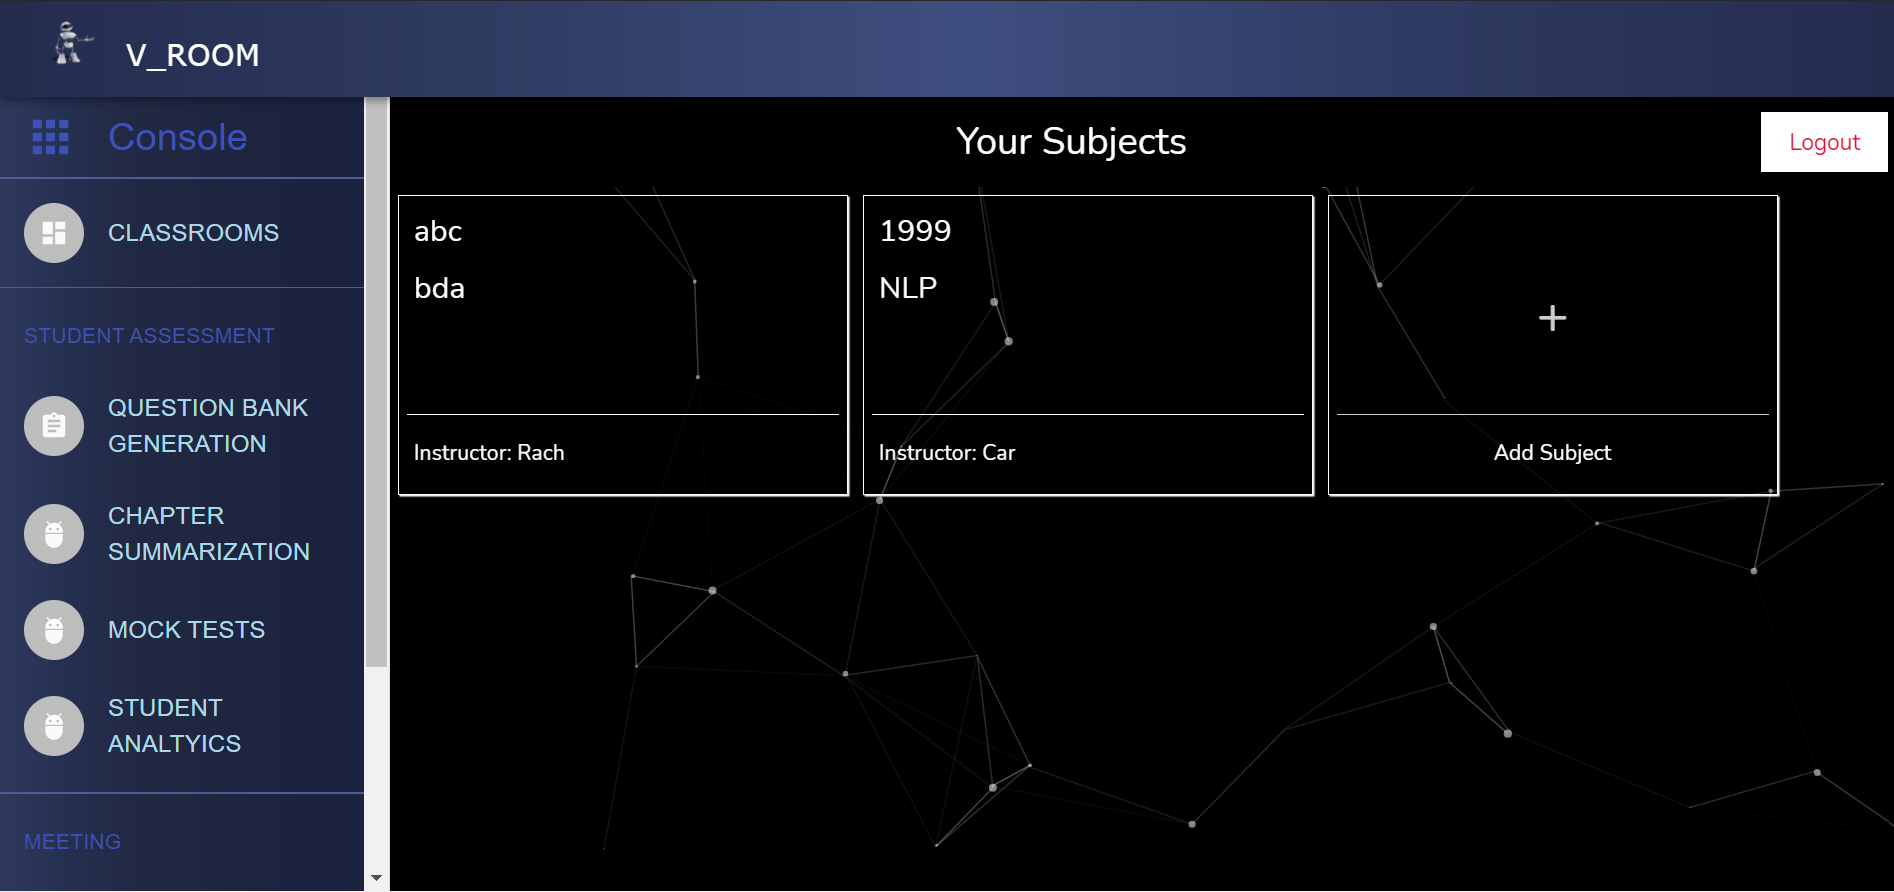 V_ROOM
Console
CLASSROOMS
STUDENT ASSESSMENT
QUESTION BANK
GENERATION
CHAPTER
SUMMARIZATION
MOCK TESTS
STUDENT
ANALTYICS
MEETING
Your Subjects
Logout
abc
bda
Instructor: Rach
1999
NLP
Instructor: Car
+
Add Subject